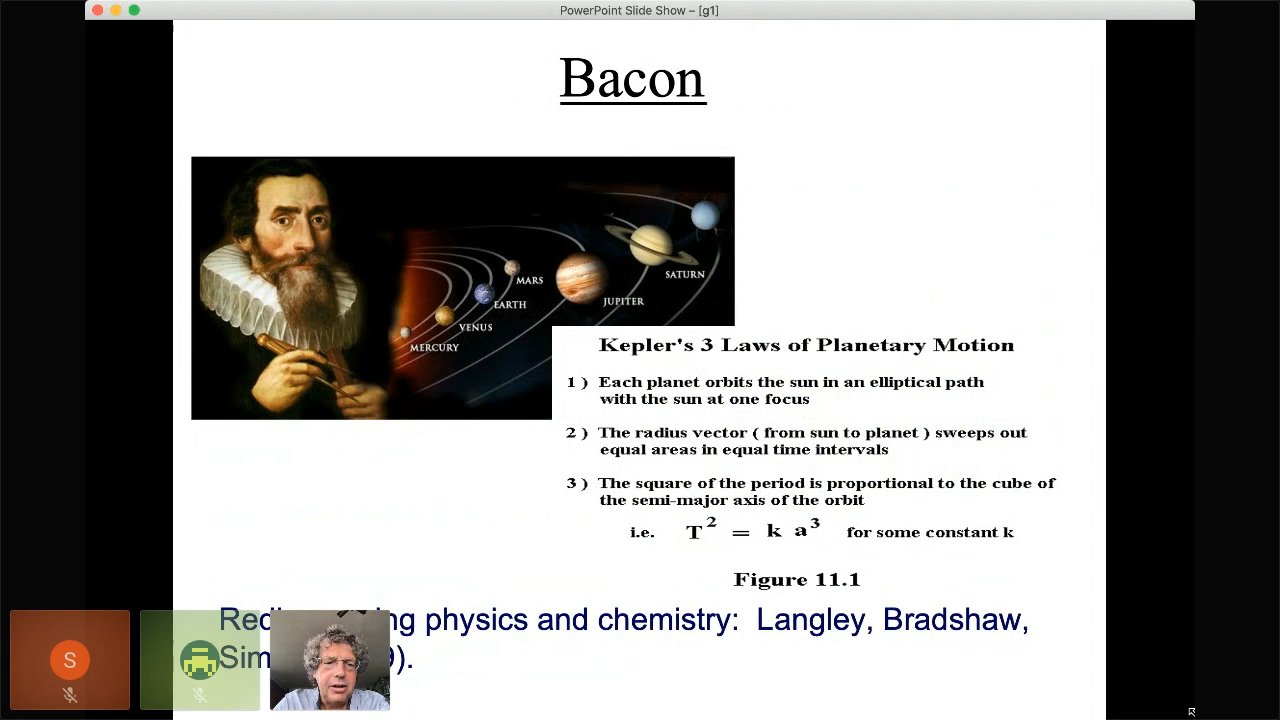 PowerPoint Slide Show – [g1]
Bacon
MARS
SATURN
EARTH
JUPITER
VENUS
MERCURY
Kepler's 3 Laws of Planetary Motion
1 ) Each planet orbits the sun in an elliptical path
with the sun at one focus
2 ) The radius vector ( from sun to planet ) sweeps out
equal areas in equal time intervals
3 ) The square of the period is proportional to the cube of
the semi-major axis of the orbit
i.e. T² = k a³ for some constant k
Figure 11.1
physics and chemistry: Langley, Bradshaw,
S